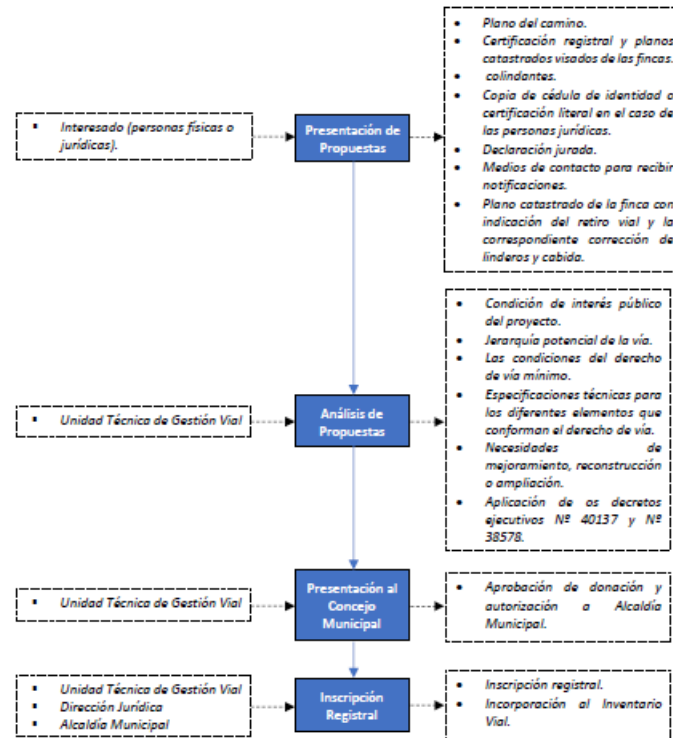 ▪ Interesado (personas físicas o
jurídicas).
Presentación de
Propuestas
• Plano del camino.
• Certificación registral y planos
catastrados visados de las fincas.
• colindantes.
• Copia de cédula de identidad o
certificación literal en el caso de
las personas jurídicas.
• Declaración jurada.
• Medios de contacto para recibir
notificaciones.
• Plano catastrado de la finca con
indicación del retiro vial y la
correspondiente corrección de
linderos y cabida.
▪ Unidad Técnica de Gestión Vial
Análisis de
Propuestas
• Condición de interés público
del proyecto.
• Jerarquía potencial de la vía.
• Las condiciones del derecho
de vía mínimo.
• Especificaciones técnicas para
los diferentes elementos que
conforman el derecho de vía.
• Necesidades de
mejoramiento, reconstrucción
o ampliación.
• Aplicación de os decretos
ejecutivos Nº 40137 y Nº
38578.
▪ Unidad Técnica de Gestión Vial
Presentación al
Concejo
Municipal
• Aprobación de donación y
autorización a Alcaldía
Municipal.
▪ Unidad Técnica de Gestión Vial
▪ Dirección Jurídica
▪ Alcaldía Municipal
Inscripción
Registral
• Inscripción registral.
• Incorporación al Inventario
Vial.